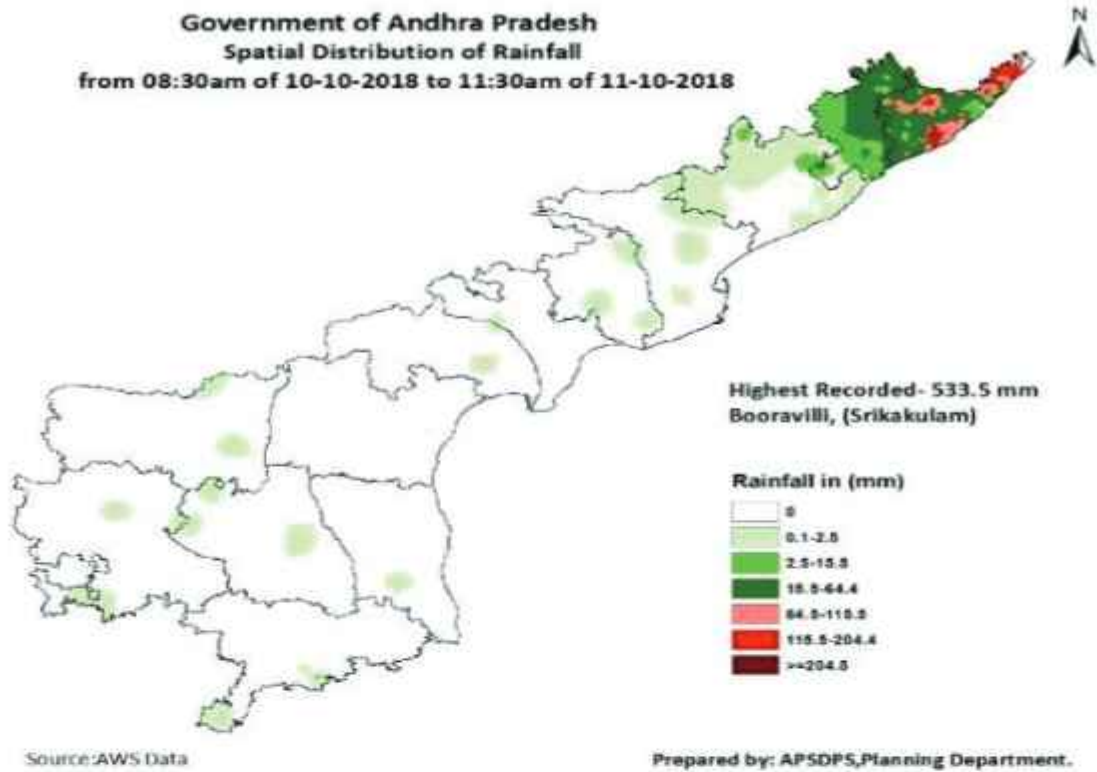 Government of Andhra Pradesh
Spatial Distribution of Rainfall
from 08:30am of 10-10-2018 to 11:30am of 11-10-2018
N
Highest Recorded- 533.5 mm
Booravilli, (Srikakulam)
Rainfall in (mm)
0
0.1-2.5
2.5-15.5
15.5-64.4
64.5-115.5
115.5-204.4
>=204.5
Source:AWS Data
Prepared by: APSDPS,Planning Department.